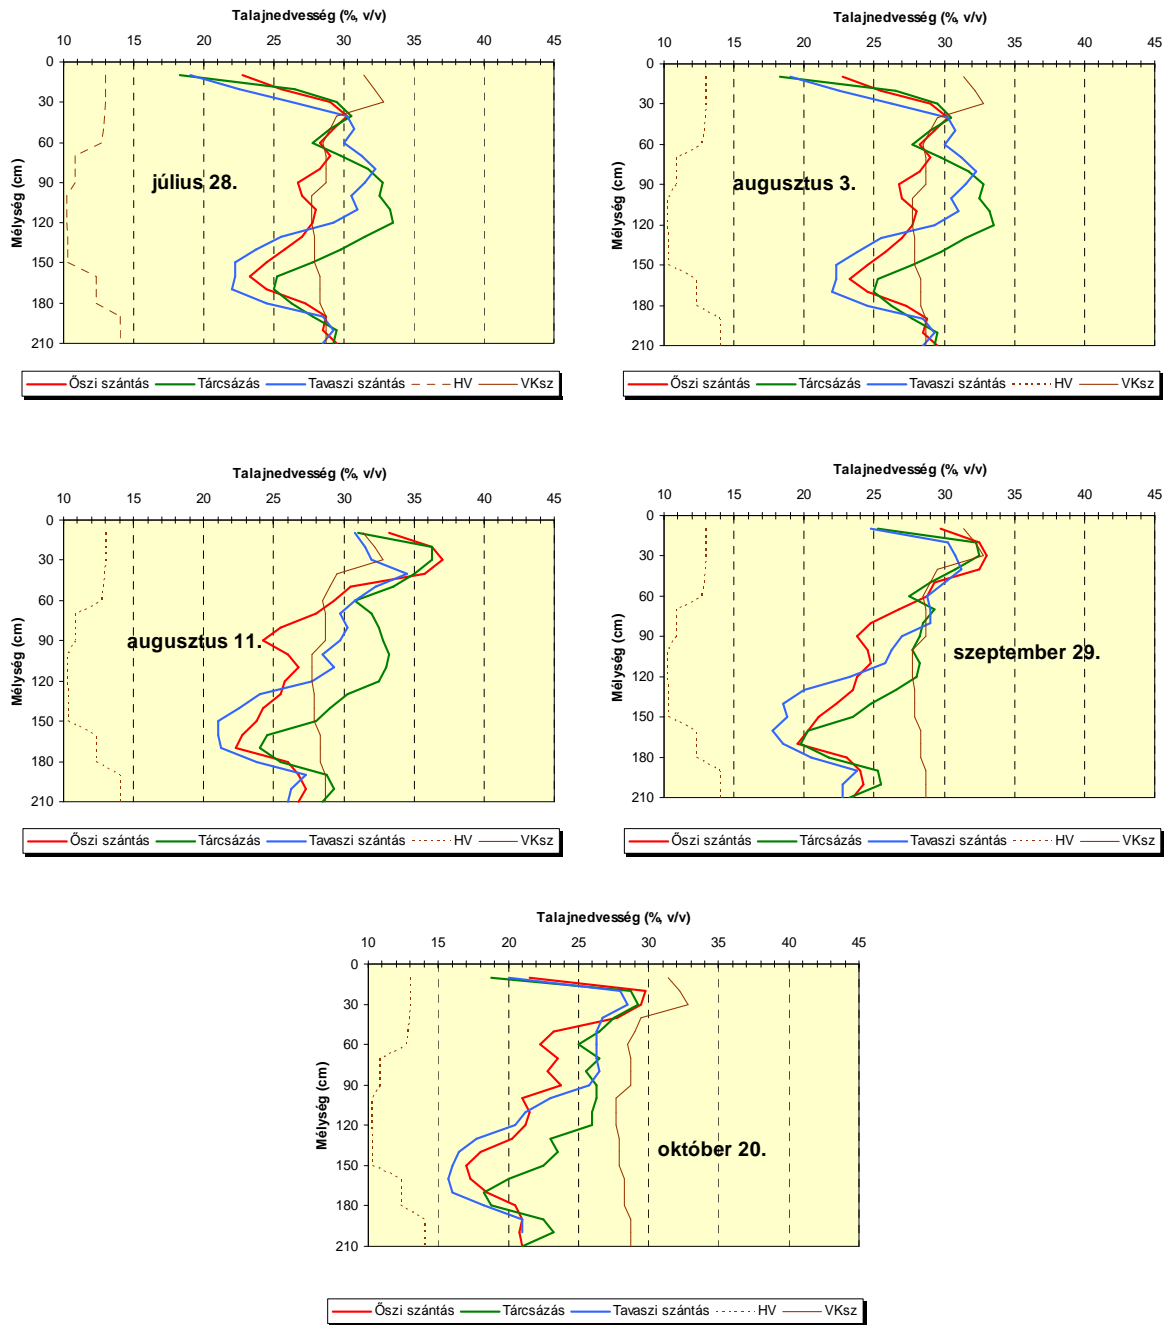 Talajnedvesség (%, v/v)
10 15 20 25 30 35 40 45
0
30
60
90
120
150
180
210
Mélység (cm)
július 28.
Őszi szántás Tárcsázás Tavaszi szántás HV VKsz
Talajnedvesség (%, v/v)
10 15 20 25 30 35 40 45
0
30
60
90
120
150
180
210
Mélység (cm)
augusztus 3.
Őszi szántás Tárcsázás Tavaszi szántás HV VKsz
Talajnedvesség (%, v/v)
10 15 20 25 30 35 40 45
0
30
60
90
120
150
180
210
Mélység (cm)
augusztus 11.
Őszi szántás Tárcsázás Tavaszi szántás HV VKsz
Talajnedvesség (%, v/v)
10 15 20 25 30 35 40 45
0
30
60
90
120
150
180
210
Mélység (cm)
szeptember 29.
Őszi szántás Tárcsázás Tavaszi szántás HV VKsz
Talajnedvesség (%, v/v)
10 15 20 25 30 35 40 45
0
30
60
90
120
150
180
210
Mélység (cm)
október 20.
Őszi szántás Tárcsázás Tavaszi szántás HV VKsz